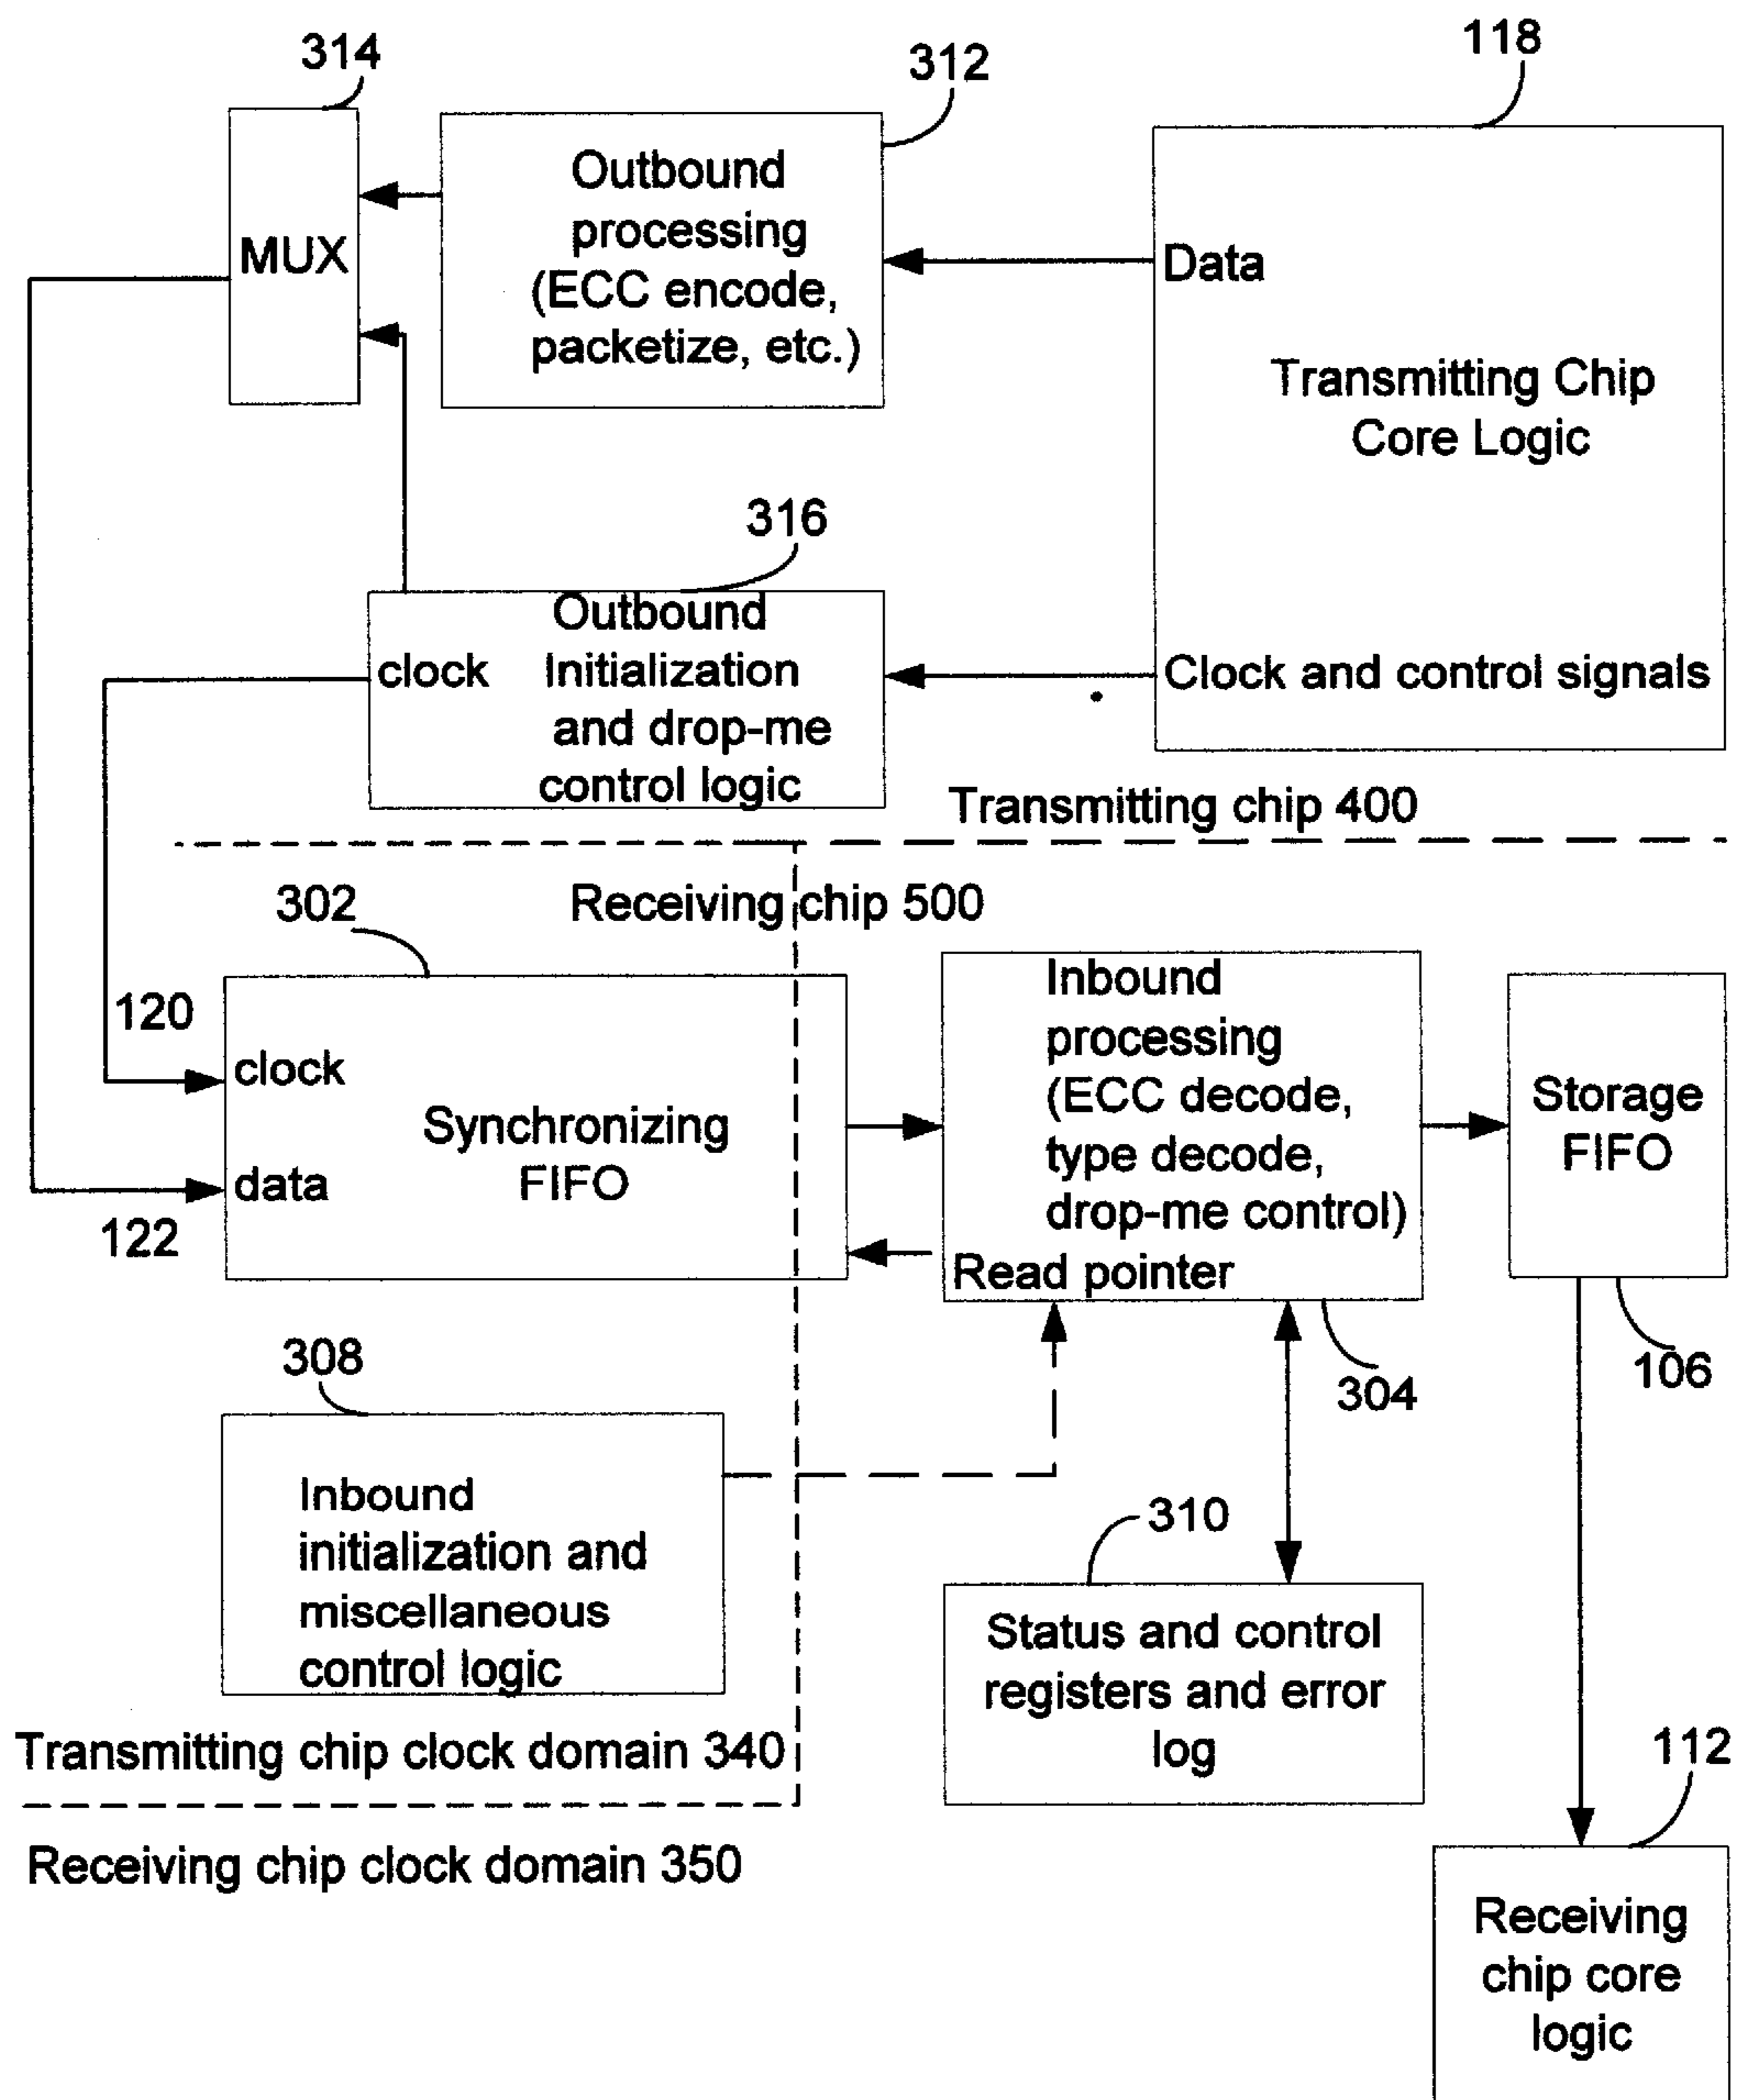 314
312
118
MUX
Outbound
processing
(ECC encode,
packetize, etc.)
Data
Transmitting Chip
Core Logic
316
clock
Outbound
Initialization
and drop-me
control logic
Clock and control signals
Transmitting chip 400
302
Receiving chip 500
120
clock
Synchronizing
FIFO
data
122
Inbound
processing
(ECC decode,
type decode,
drop-me control)
Read pointer
Storage
FIFO
308
304
106
Inbound
initialization and
miscellaneous
control logic
310
Status and control
registers and error
log
Transmitting chip clock domain 340
112
Receiving chip clock domain 350
Receiving
chip core
logic